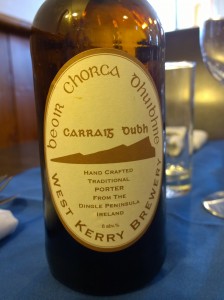 beoir chorca dhuibhne
Carraig Dubh
Hand Crafted
Traditional
PORTER
From The
Dingle Peninsula
Ireland
West Kerry Brewery